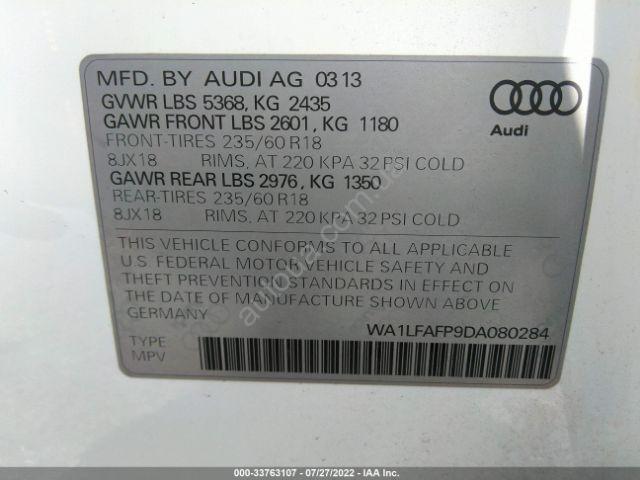 MFD. BY AUDI AG 03 13
GVWR LBS 5368, KG 2435
GAWR FRONT LBS 2601, KG 1180
FRONT-TIRES 235/60 R18
8JX18 RIMS, AT 220 KPA 32 PSI COLD
GAWR REAR LBS 2976, KG 1350
REAR-TIRES 235/60 R18
8JX18 RIMS, AT 220 KPA 32 PSI COLD
Audi
THIS VEHICLE CONFORMS TO ALL APPLICABLE
U.S. FEDERAL MOTOR VEHICLE SAFETY AND
THEFT PREVENTION STANDARDS IN EFFECT ON
THE DATE OF MANUFACTURE SHOWN ABOVE
GERMANY
WA1LFAFP9DA080284
TYPE
MPV
000-33763107 - 07/27/2022 - IAA Inc.